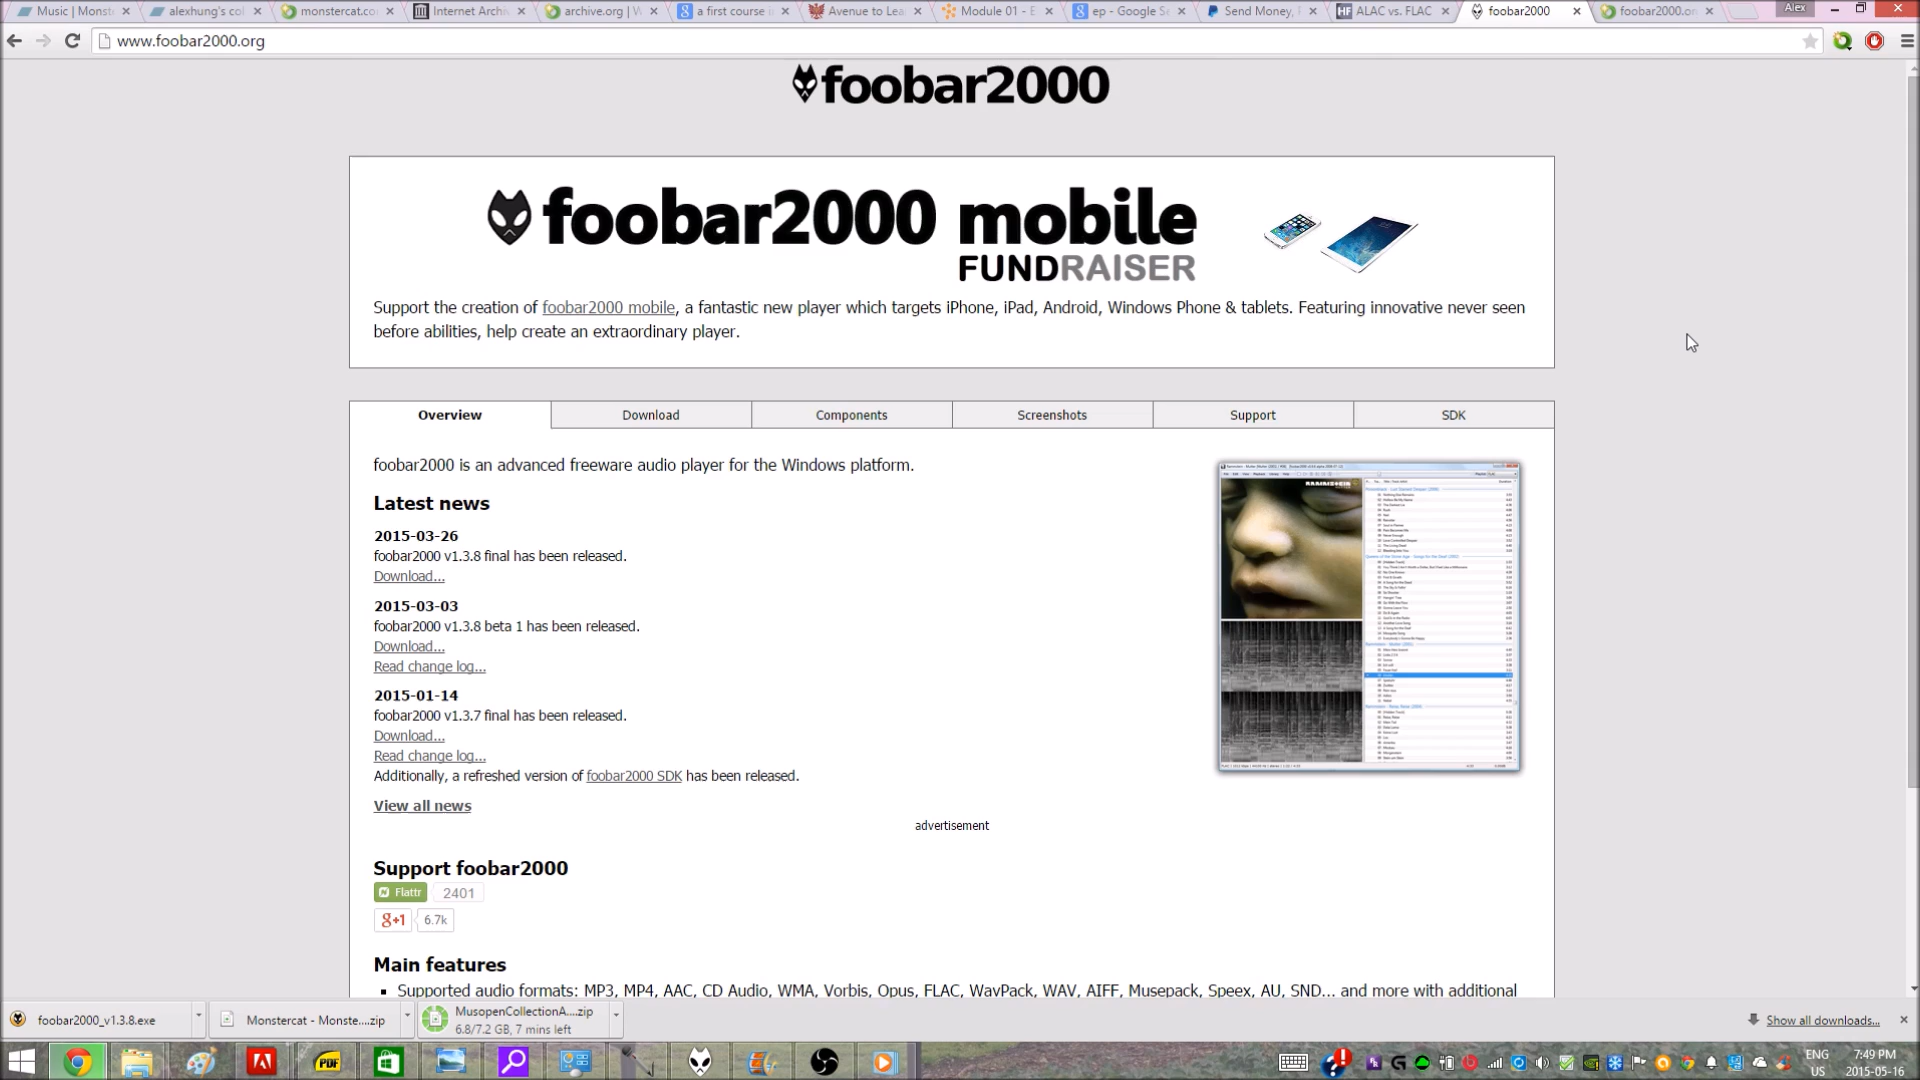 Music | Monst
alexhung's col
monstercat.co
Internet Archi
archive.org | W
a first course i
Avenue to Lea
Module 01 - E
ep - Google Se
Send Money,
ALAC vs. FLAC
foobar2000
foobar2000.or
Alex
www.foobar2000.org
foobar2000
foobar2000 mobile
FUNDRAISER
Support the creation of foobar2000 mobile, a fantastic new player which targets iPhone, iPad, Android, Windows Phone & tablets. Featuring innovative never seen
before abilities, help create an extraordinary player.
Overview
Download
Components
Screenshots
Support
SDK
foobar2000 is an advanced freeware audio player for the Windows platform.
Latest news
2015-03-26
foobar2000 v1.3.8 final has been released.
Download...
2015-03-03
foobar2000 v1.3.8 beta 1 has been released.
Download...
Read change log...
2015-01-14
foobar2000 v1.3.7 final has been released.
Download...
Read change log...
Additionally, a refreshed version of foobar2000 SDK has been released.
View all news
advertisement
Support foobar2000
Flattr 2401
g+1 6.7k
Main features
Supported audio formats: MP3, MP4, AAC, CD Audio, WMA, Vorbis, Opus, FLAC, WavPack, WAV, AIFF, Musepack, Speex, AU, SND... and more with additional
foobar2000_v1.3.8.exe
Monstercat - Monste....zip
MusopenCollectionA....zip
6.8/7.2 GB, 7 mins left
Show all downloads...
PDF
ENG
US
7:49 PM
2015-05-16